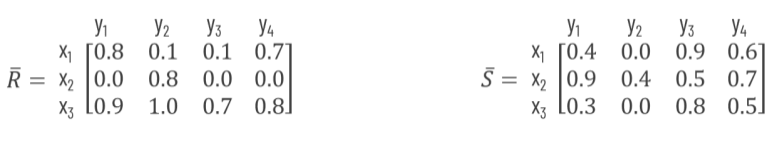 y₁ y₂ y₃ y₄ y₁ y₂ y₃ y₄
x₁ [0.8 0.1 0.1 0.7] x₁ [0.4 0.0 0.9 0.6]
R̄ = x₂ [0.0 0.8 0.0 0.0] S̄ = x₂ [0.9 0.4 0.5 0.7]
x₃ [0.9 1.0 0.7 0.8] x₃ [0.3 0.0 0.8 0.5]